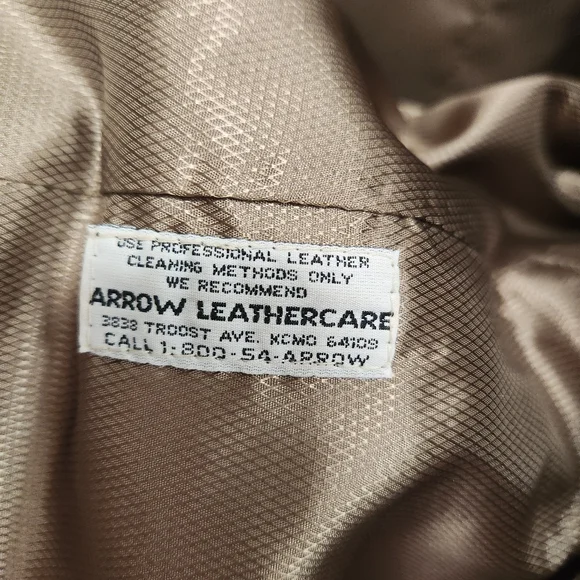 USE PROFESSIONAL LEATHER
CLEANING METHODS ONLY
WE RECOMMEND
ARROW LEATHERCARE
3838 TROOST AVE. KCMO 64109
CALL 1-800-54-ARROW